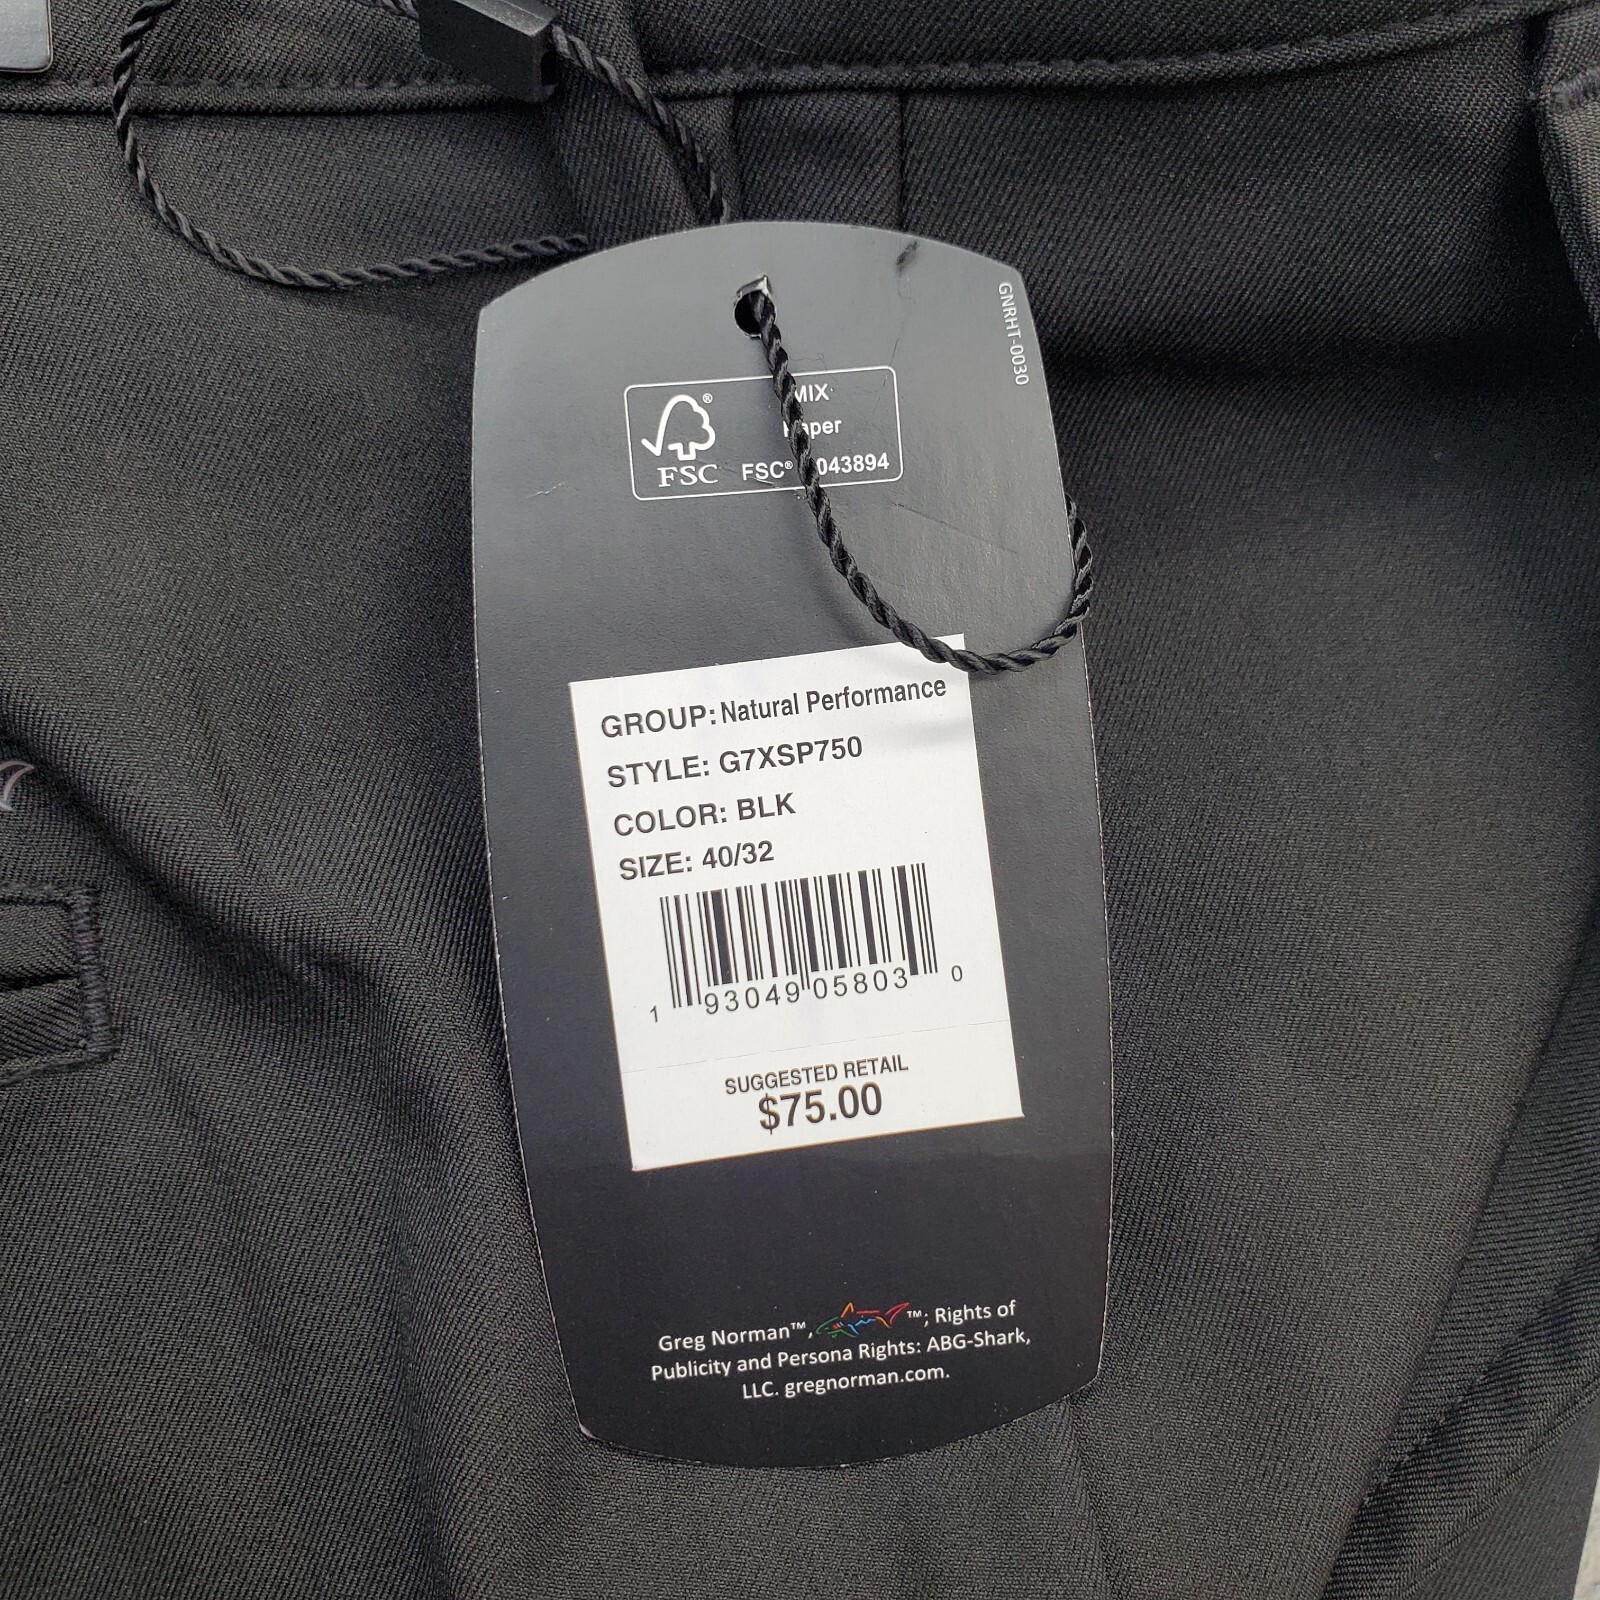 GNRHT-0030
MIX
FSC
FSC® 043894
GROUP: Natural Performance
STYLE: G7XSP750
COLOR: BLK
SIZE: 40/32
1 93049 05803 0
SUGGESTED RETAIL
$75.00
Greg Norman™, ™; Rights of
Publicity and Persona Rights: ABG-Shark,
LLC. gregnorman.com.